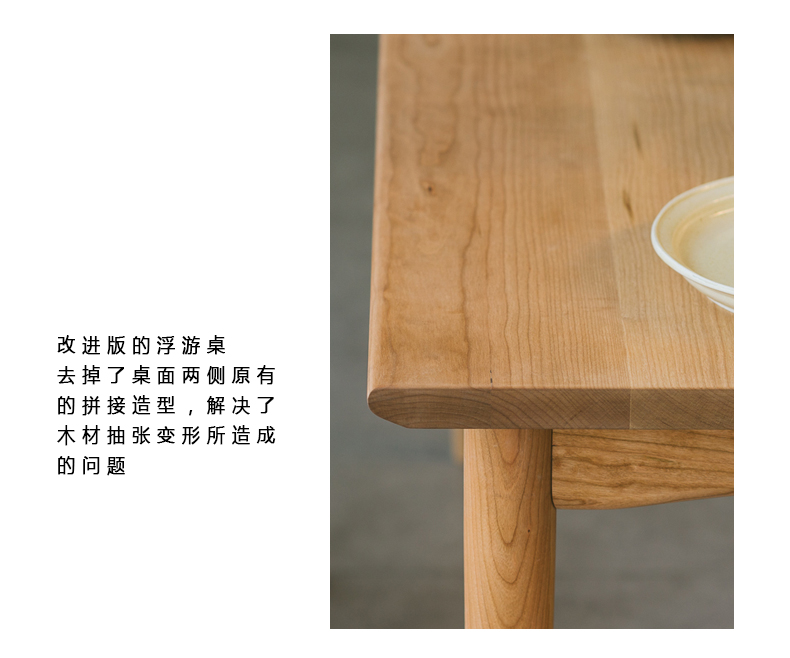 改进版的浮游桌
去掉了桌面两侧原有
的拼接造型，解决了
木材抽张变形所造成
的问题